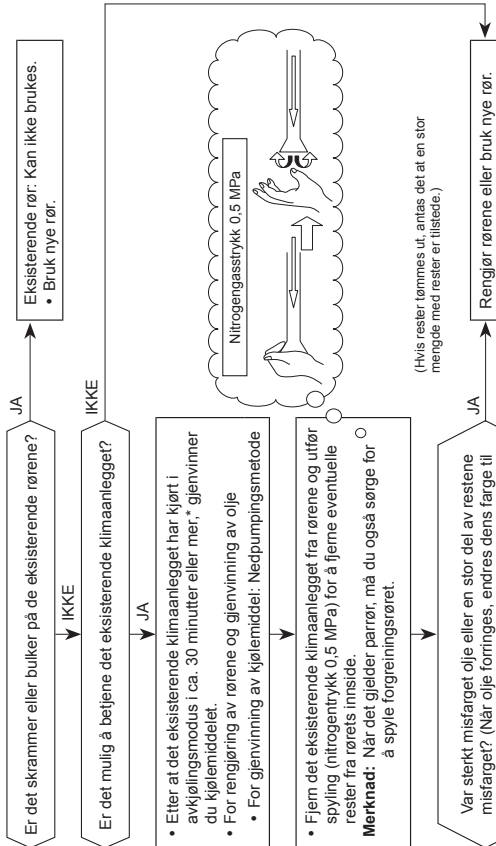 Er det skrammer eller bulker på de eksisterende rørene?
JA
Eksisterende rør: Kan ikke brukes.
• Bruk nye rør.
IKKE
Er det mulig å betjene det eksisterende klimaanlegget?
IKKE
JA
• Etter at det eksisterende klimaanlegget har kjørt i
avkjølingsmodus i ca. 30 minutter eller mer,* gjenvinner
du kjølemiddelet.
• For rengjøring av rørene og gjenvinning av olje
• For gjenvinning av kjølemiddel: Nedpumpingsmetode
Nitrogengasstrykk 0,5 MPa
• Fjern det eksisterende klimaanlegget fra rørene og utfør
spyling (nitrogentrykk 0,5 MPa) for å fjerne eventuelle
rester fra rørets innside.
Merknad: Når det gjelder parrør, må du også sørge for
å spyle forgreiningsrøret.
(Hvis rester tømmes ut, antas det at en stor
mengde med rester er tilstede.)
Var sterkt misfarget olje eller en stor del av restene
misfarget? (Når olje forringes, endres dens farge til
JA
Rengjør rørene eller bruk nye rør.